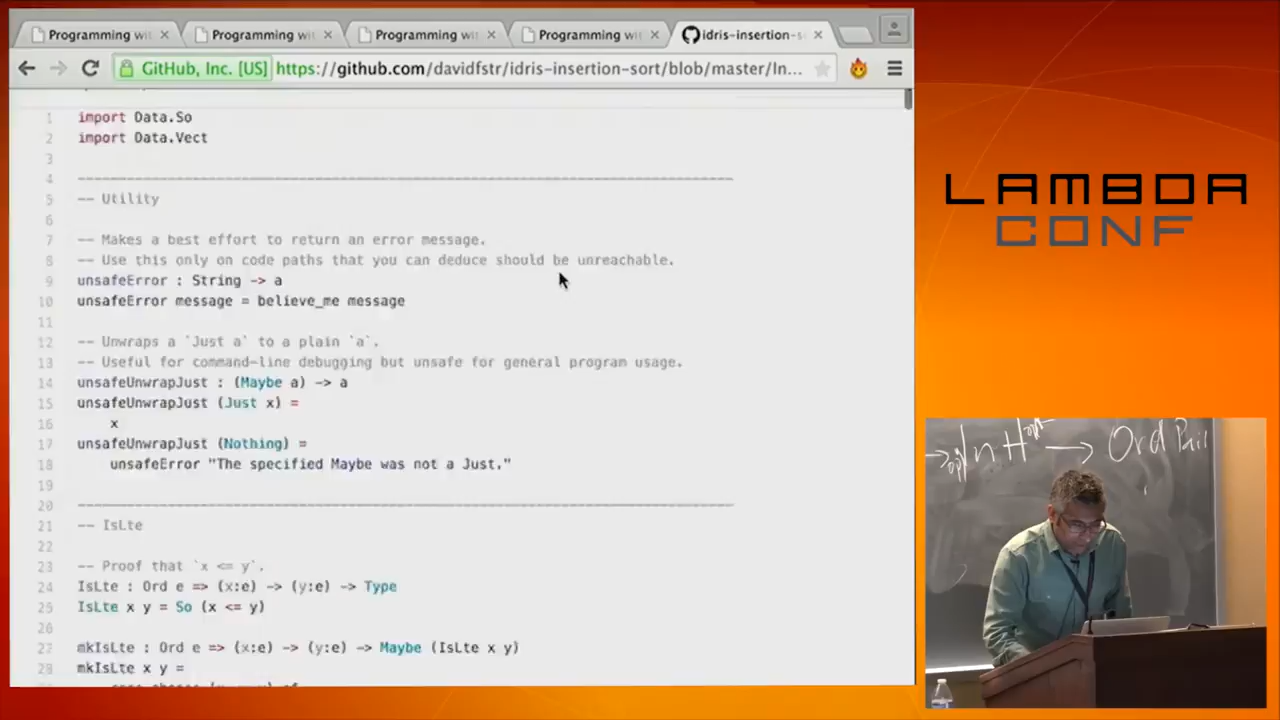 Programming wit
Programming wit
Programming wit
Programming wit
idris-insertion-s
GitHub, Inc. [US] https://github.com/davidfstr/idris-insertion-sort/blob/master/In...
1 import Data.So
2 import Data.Vect
3
4 --------------------------------------------------------------------------------
5 -- Utility
6
7 -- Makes a best effort to return an error message.
8 -- Use this only on code paths that you can deduce should be unreachable.
9 unsafeError : String -> a
10 unsafeError message = believe_me message
11
12 -- Unwraps a `Just a` to a plain `a`.
13 -- Useful for command-line debugging but unsafe for general program usage.
14 unsafeUnwrapJust : (Maybe a) -> a
15 unsafeUnwrapJust (Just x) =
16 x
17 unsafeUnwrapJust (Nothing) =
18 unsafeError "The specified Maybe was not a Just."
19
20 --------------------------------------------------------------------------------
21 -- IsLte
22
23 -- Proof that `x <= y`.
24 IsLte : Ord e => (x:e) -> (y:e) -> Type
25 IsLte x y = So (x <= y)
26
27 mkIsLte : Ord e => (x:e) -> (y:e) -> Maybe (IsLte x y)
28 mkIsLte x y =
LAMBDA
CONF
Ord Pair